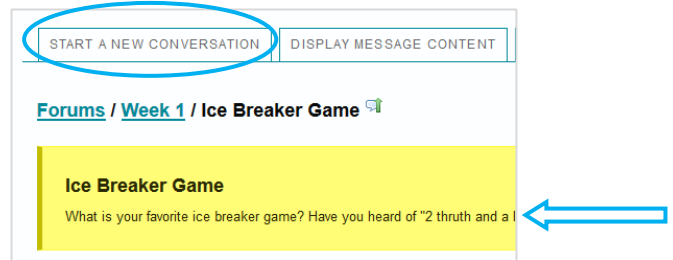 START A NEW CONVERSATION DISPLAY MESSAGE CONTENT
Forums / Week 1 / Ice Breaker Game
Ice Breaker Game
What is your favorite ice breaker game? Have you heard of "2 thruth and a